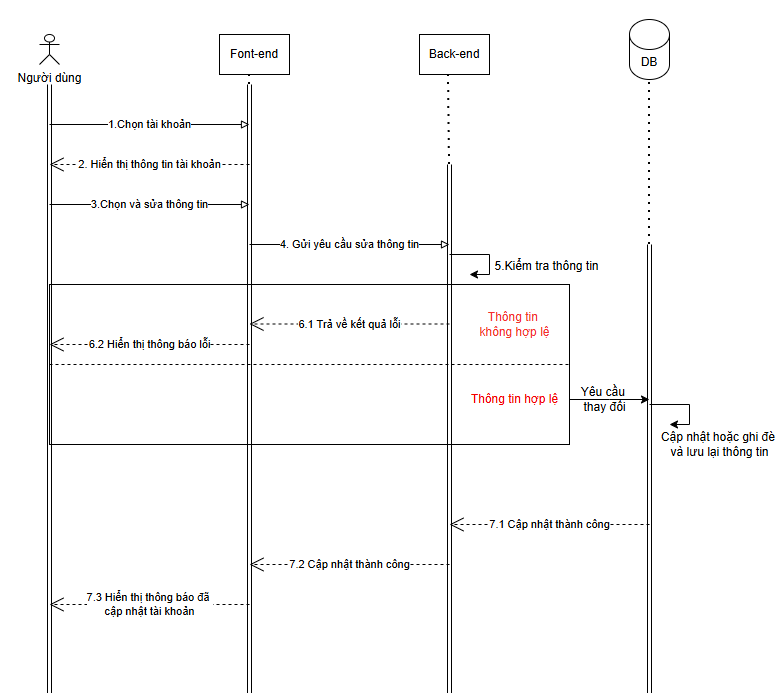 Font-end
Back-end
DB
Người dùng
1.Chọn tài khoản
2. Hiển thị thông tin tài khoản
3.Chọn và sửa thông tin
4. Gửi yêu cầu sửa thông tin
5.Kiểm tra thông tin
6.1 Trả về kết quả lỗi
Thông tin
không hợp lệ
6.2 Hiển thị thông báo lỗi
Thông tin hợp lệ
Yêu cầu
thay đổi
Cập nhật hoặc ghi đè
và lưu lại thông tin
7.1 Cập nhật thành công
7.2 Cập nhật thành công
7.3 Hiển thị thông báo đã
cập nhật tài khoản